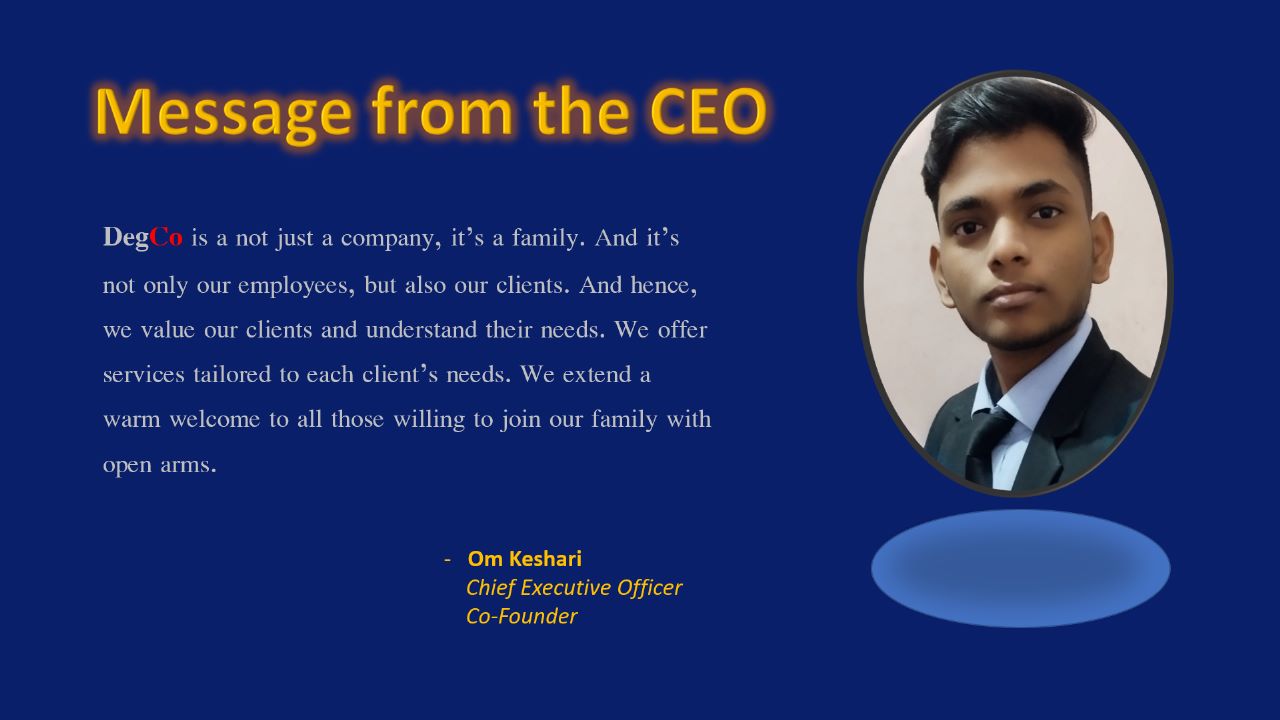 Message from the CEO
DegCo is a not just a company, it’s a family. And it’s
not only our employees, but also our clients. And hence,
we value our clients and understand their needs. We offer
services tailored to each client’s needs. We extend a
warm welcome to all those willing to join our family with
open arms.
- Om Keshari
Chief Executive Officer
Co-Founder